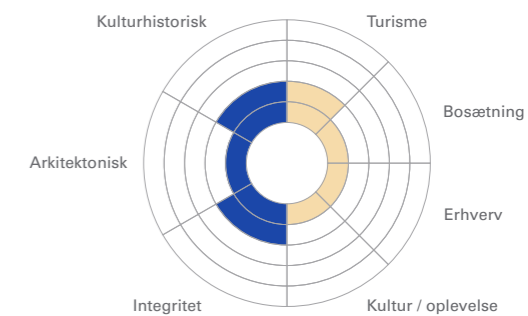 Kulturhistorisk
Turisme
Bosætning
Arkitektonisk
Erhverv
Integritet
Kultur / oplevelse